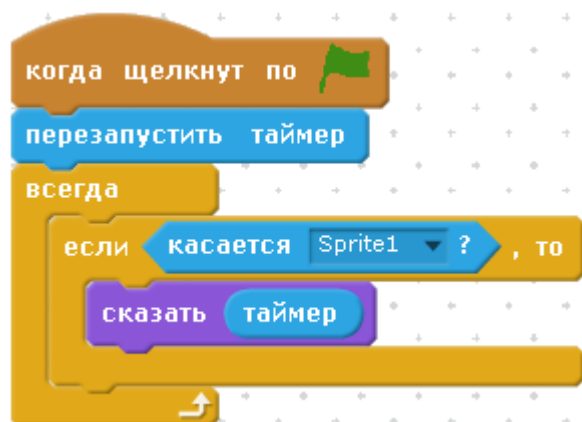 когда щелкнут по
перезапустить таймер
всегда
если касается Sprite1 ? , то
сказать таймер